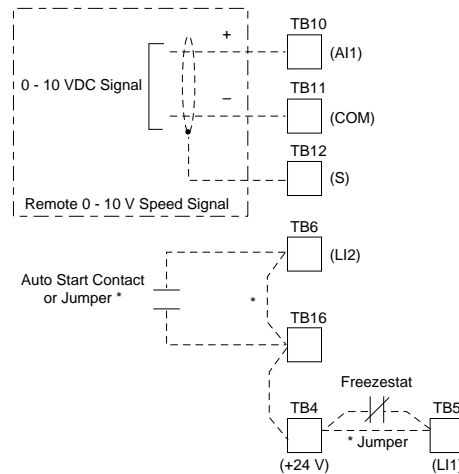 TB10
+
(AI1)
0 - 10 VDC Signal
TB11
–
(COM)
TB12
(S)
Remote 0 - 10 V Speed Signal
TB6
(LI2)
Auto Start Contact
or Jumper *
*
TB16
Freezestat
TB4
TB5
* Jumper
(+24 V)
(LI1)